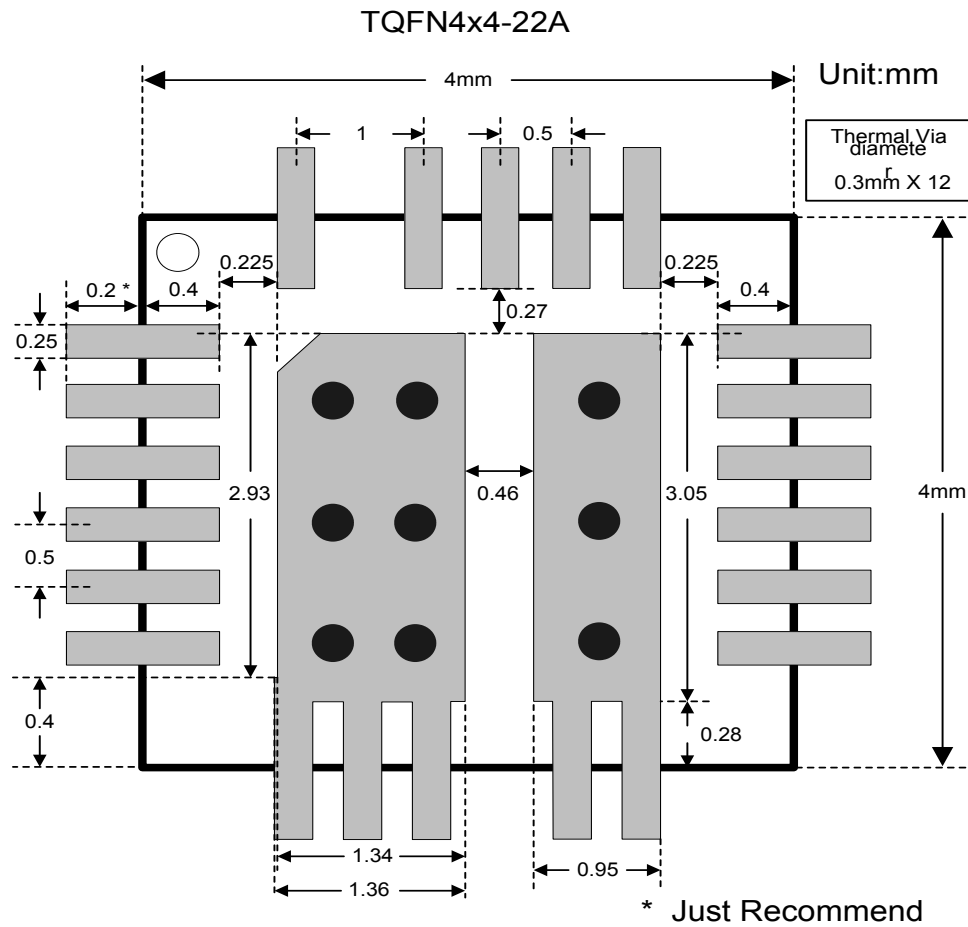 TQFN4x4-22A
4mm
Unit:mm
1
0.5
Thermal Via
diamete
r
0.3mm X 12
0.225
0.225
0.2 *
0.4
0.27
0.4
0.25
2.93
0.46
3.05
4mm
0.5
0.4
0.28
1.34
0.95
1.36
* Just Recommend